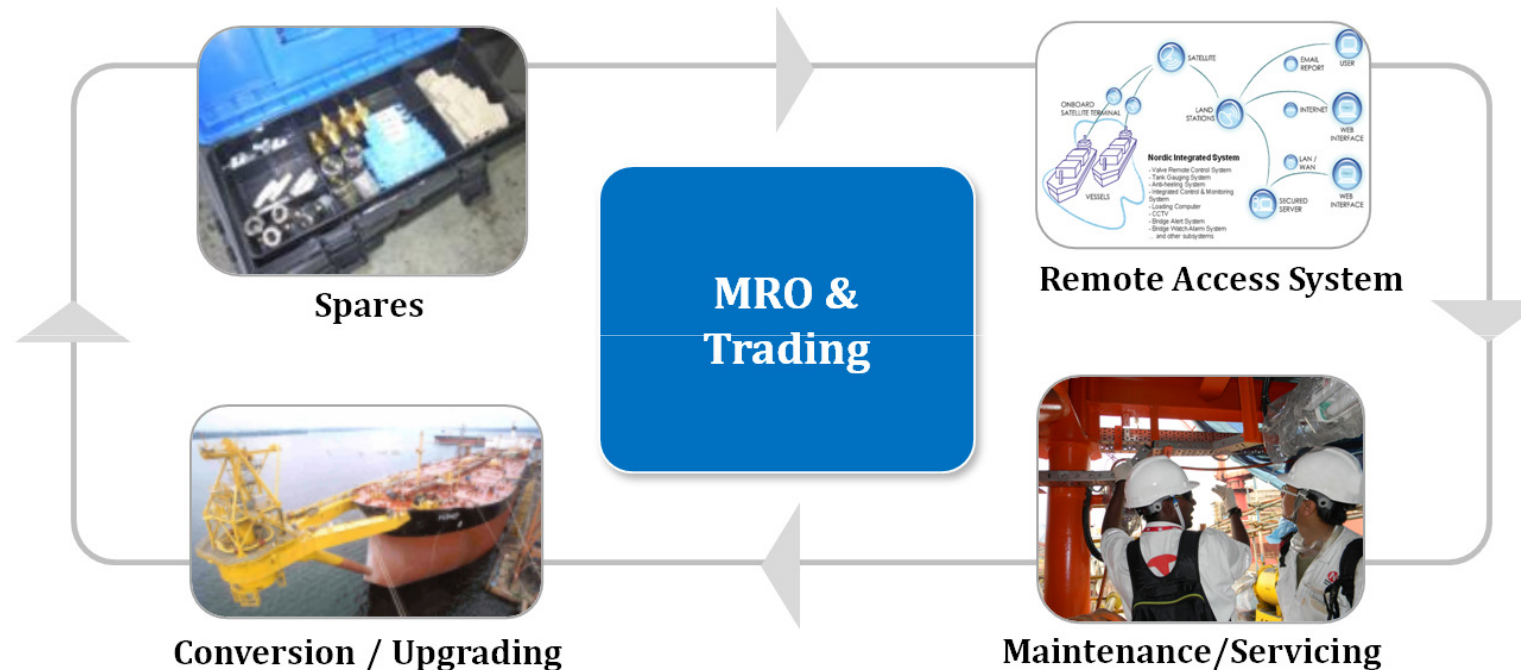 Spares
SATELLITE
EMAIL
REPORT
USER
ONBOARD
SATELLITE TERMINAL
LAND
STATIONS
INTERNET
WEB
INTERFACE
Nordic Integrated System
- Valve Remote Control System
- Tank Gauging System
- Anti-heeling System
- Integrated Control & Monitoring
System
- Loading Computer
- CCTV
- Bridge Alert System
- Bridge Watch Alarm System
... and other subsystems
VESSELS
LAN /
WAN
SECURED
SERVER
WEB
INTERFACE
Remote Access System
MRO &
Trading
Conversion / Upgrading
Maintenance/Servicing